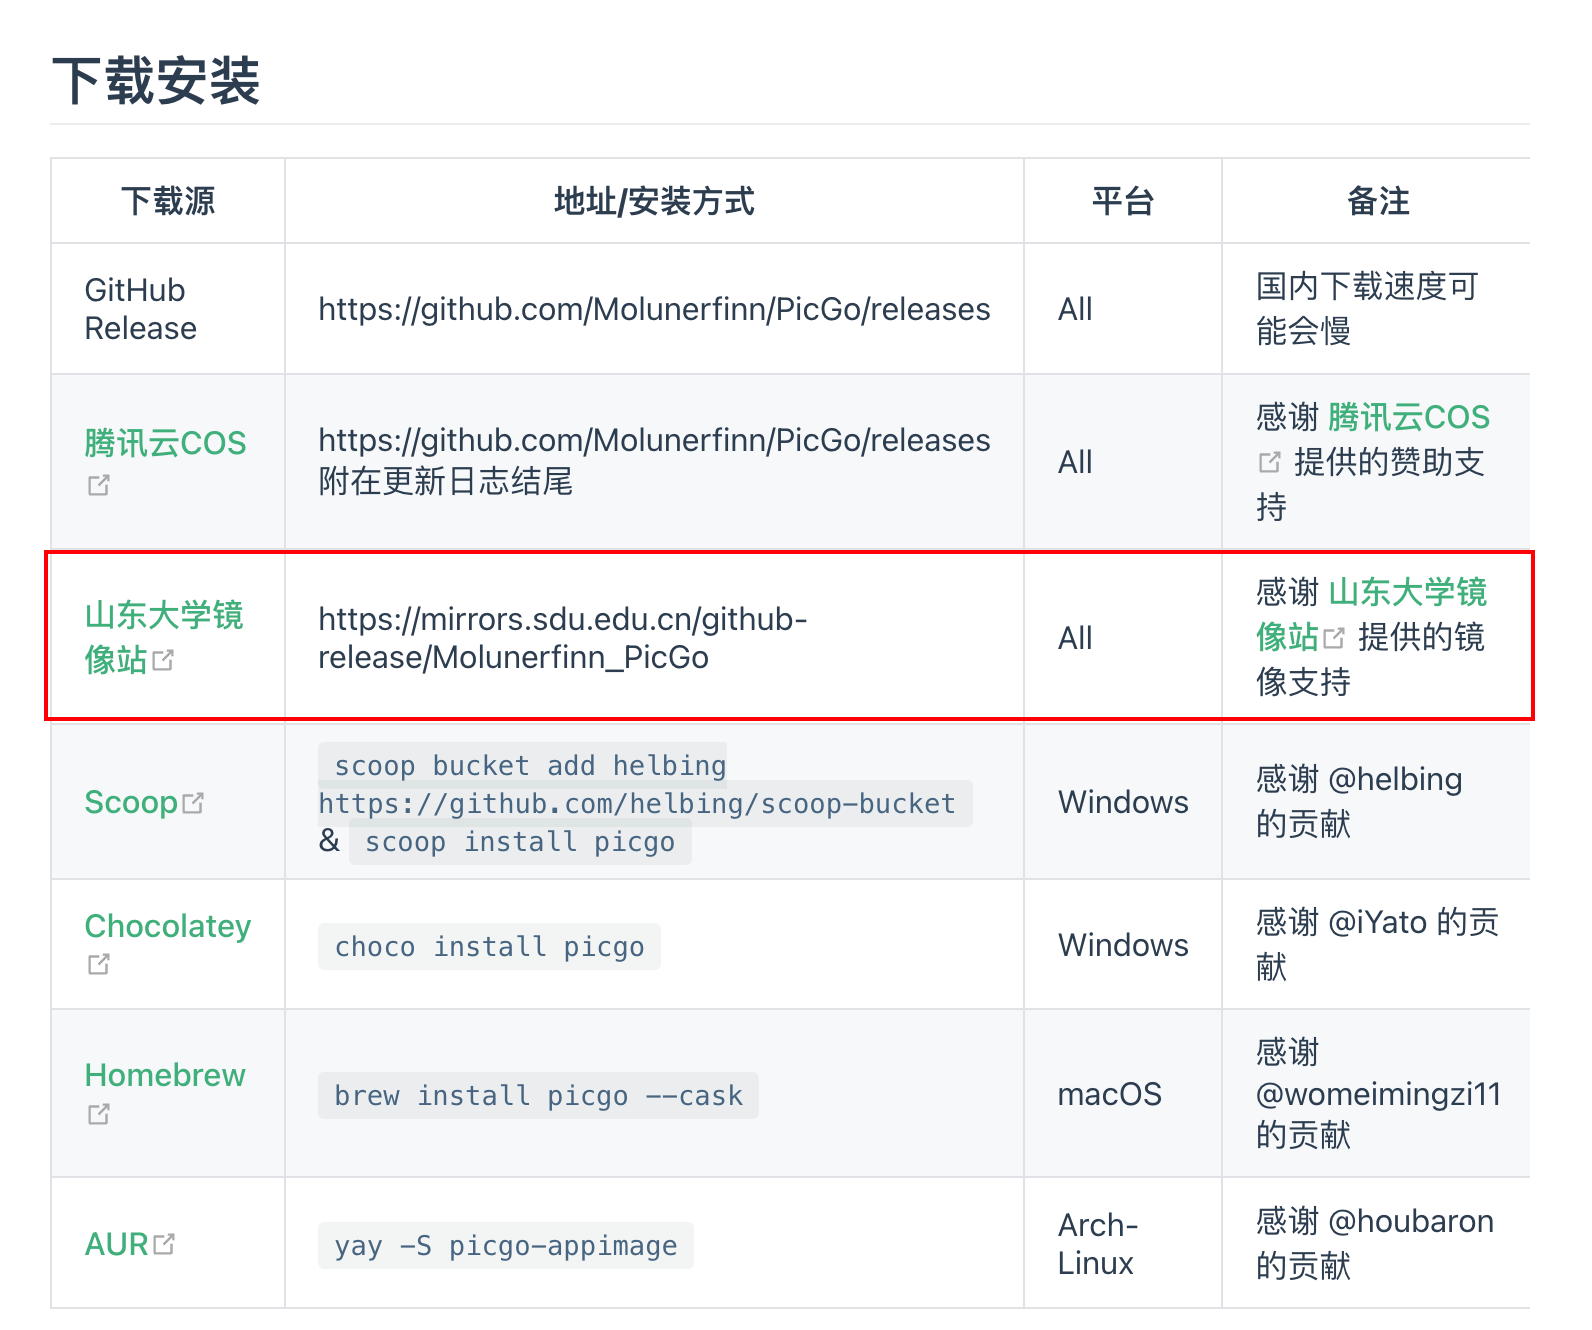 下载安装
下载源 地址/安装方式 平台 备注
GitHub
Release
https://github.com/Molunerfinn/PicGo/releases
All
国内下载速度可
能会慢
腾讯云COS
https://github.com/Molunerfinn/PicGo/releases
附在更新日志结尾
All
感谢 腾讯云COS
提供的赞助支
持
山东大学镜
像站
https://mirrors.sdu.edu.cn/github-
release/Molunerfinn_PicGo
All
感谢 山东大学镜
像站 提供的镜
像支持
Scoop
scoop bucket add helbing
https://github.com/helbing/scoop-bucket
& scoop install picgo
Windows
感谢 @helbing
的贡献
Chocolatey
choco install picgo
Windows
感谢 @iYato 的贡
献
Homebrew
brew install picgo --cask
macOS
感谢
@womeimingzi11
的贡献
AUR
yay -S picgo-appimage
Arch-
Linux
感谢 @houbaron
的贡献